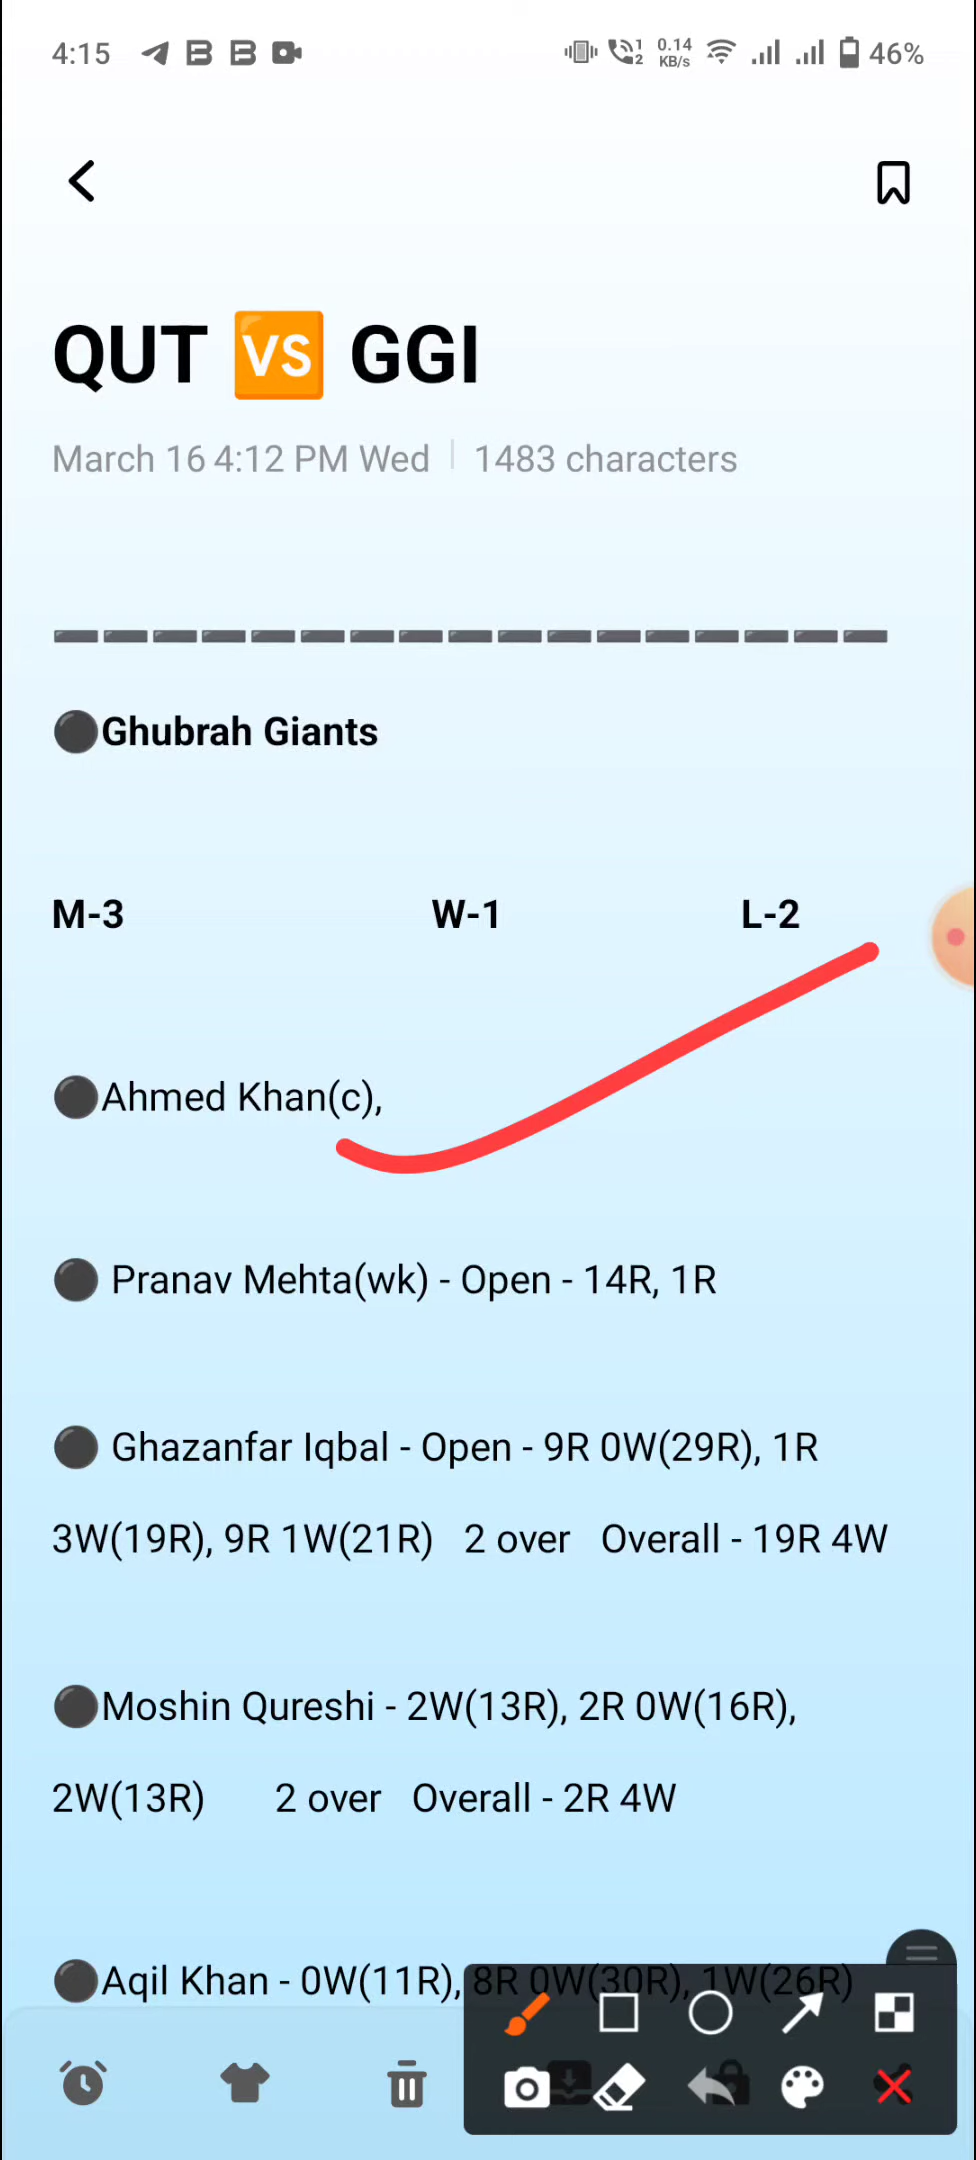 4:15
0.14 KB/s
1
2
46%
QUT 🆚 GGI
March 16 4:12 PM Wed | 1483 characters
Ghubrah Giants
M-3 W-1 L-2
Ahmed Khan(c),
Pranav Mehta(wk) - Open - 14R, 1R
Ghazanfar Iqbal - Open - 9R 0W(29R), 1R
3W(19R), 9R 1W(21R) 2 over Overall - 19R 4W
Moshin Qureshi - 2W(13R), 2R 0W(16R),
2W(13R) 2 over Overall - 2R 4W
Aqil Khan - 0W(11R), 8R 0W(30R), 1W(26R)